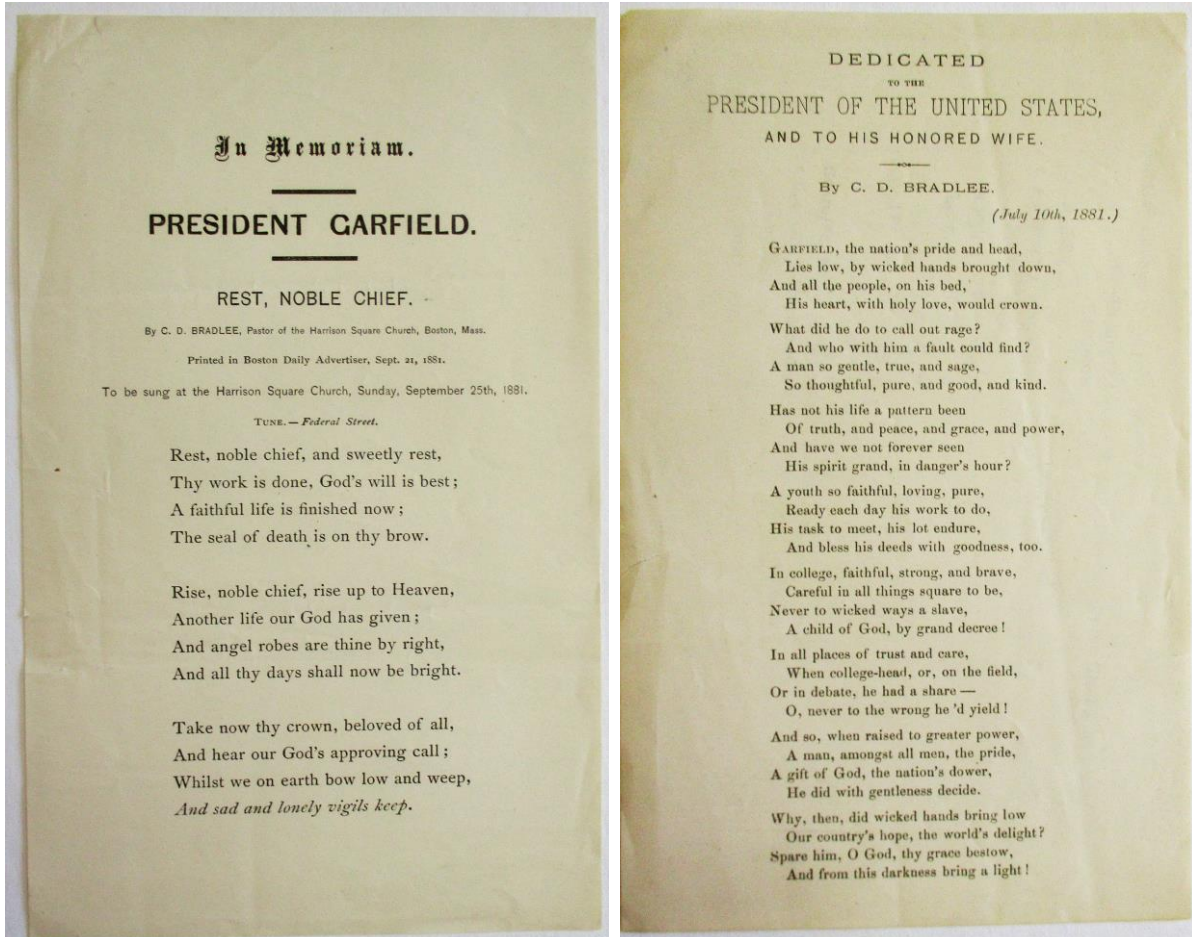 In Memoriam.
PRESIDENT GARFIELD.
REST, NOBLE CHIEF.
By C. D. BRADLEE, Pastor of the Harrison Square Church, Boston, Mass.
Printed in Boston Daily Advertiser, Sept. 21, 1881.
To be sung at the Harrison Square Church, Sunday, September 25th, 1881.
TUNE. — Federal Street.
Rest, noble chief, and sweetly rest,
Thy work is done, God's will is best;
A faithful life is finished now;
The seal of death is on thy brow.
Rise, noble chief, rise up to Heaven,
Another life our God has given;
And angel robes are thine by right,
And all thy days shall now be bright.
Take now thy crown, beloved of all,
And hear our God's approving call;
Whilst we on earth bow low and weep,
And sad and lonely vigils keep.
DEDICATED
TO THE
PRESIDENT OF THE UNITED STATES,
AND TO HIS HONORED WIFE.
By C. D. BRADLEE.
(July 10th, 1881.)
GARFIELD, the nation's pride and head,
Lies low, by wicked hands brought down,
And all the people, on his bed,
His heart, with holy love, would crown.
What did he do to call out rage?
And who with him a fault could find?
A man so gentle, true, and sage,
So thoughtful, pure, and good, and kind.
Has not his life a pattern been
Of truth, and peace, and grace, and power,
And have we not forever seen
His spirit grand, in danger's hour?
A youth so faithful, loving, pure,
Ready each day his work to do,
His task to meet, his lot endure,
And bless his deeds with goodness, too.
In college, faithful, strong, and brave,
Careful in all things square to be,
Never to wicked ways a slave,
A child of God, by grand decree!
In all places of trust and care,
When college-head, or, on the field,
Or in debate, he had a share —
O, never to the wrong he 'd yield!
And so, when raised to greater power,
A man, amongst all men, the pride,
A gift of God, the nation's dower,
He did with gentleness decide.
Why, then, did wicked hands bring low
Our country's hope, the world's delight?
Spare him, O God, thy grace bestow,
And from this darkness bring a light!